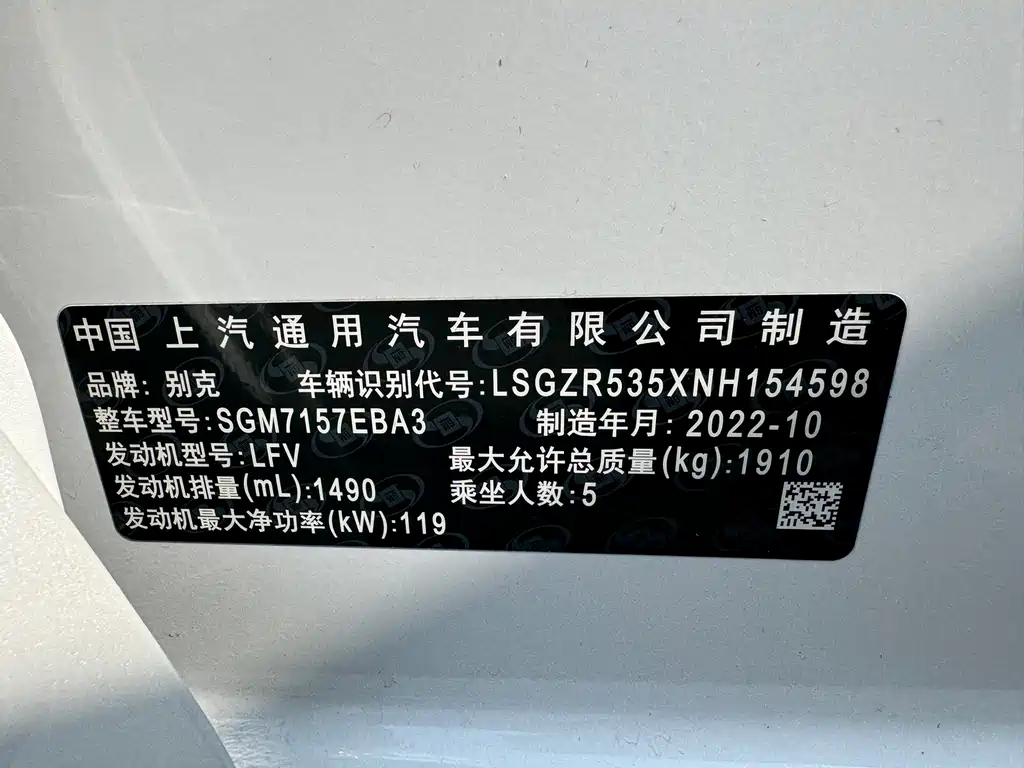 中国上汽通用汽车有限公司制造
品牌: 别克 车辆识别代号:LSGZR535XNH154598
整车型号:SGM7157EBA3 制造年月: 2022-10
发动机型号:LFV 最大允许总质量(kg):1910
发动机排量(mL):1490 乘坐人数:5
发动机最大净功率(kW):119